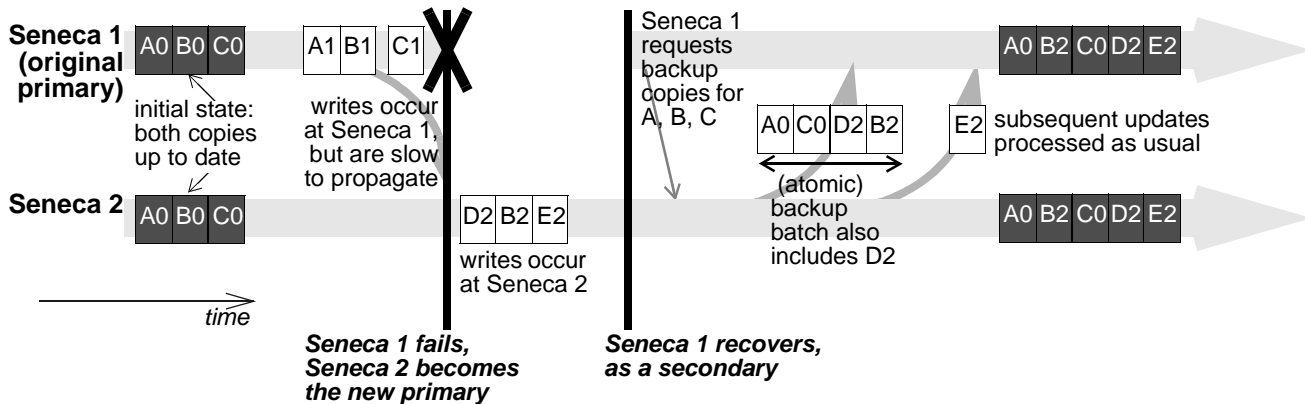 Seneca 1
(original
primary)
A0 B0 C0
A1 B1 C1
initial state:
both copies
up to date
writes occur
at Seneca 1,
but are slow
to propagate
Seneca 1
requests
backup
copies for
A, B, C
A0 C0 D2 B2
(atomic)
backup
batch also
includes D2
E2
subsequent updates
processed as usual
A0 B2 C0 D2 E2
Seneca 2
A0 B0 C0
D2 B2 E2
writes occur
at Seneca 2
A0 B2 C0 D2 E2
time
Seneca 1 fails,
Seneca 2 becomes
the new primary
Seneca 1 recovers,
as a secondary